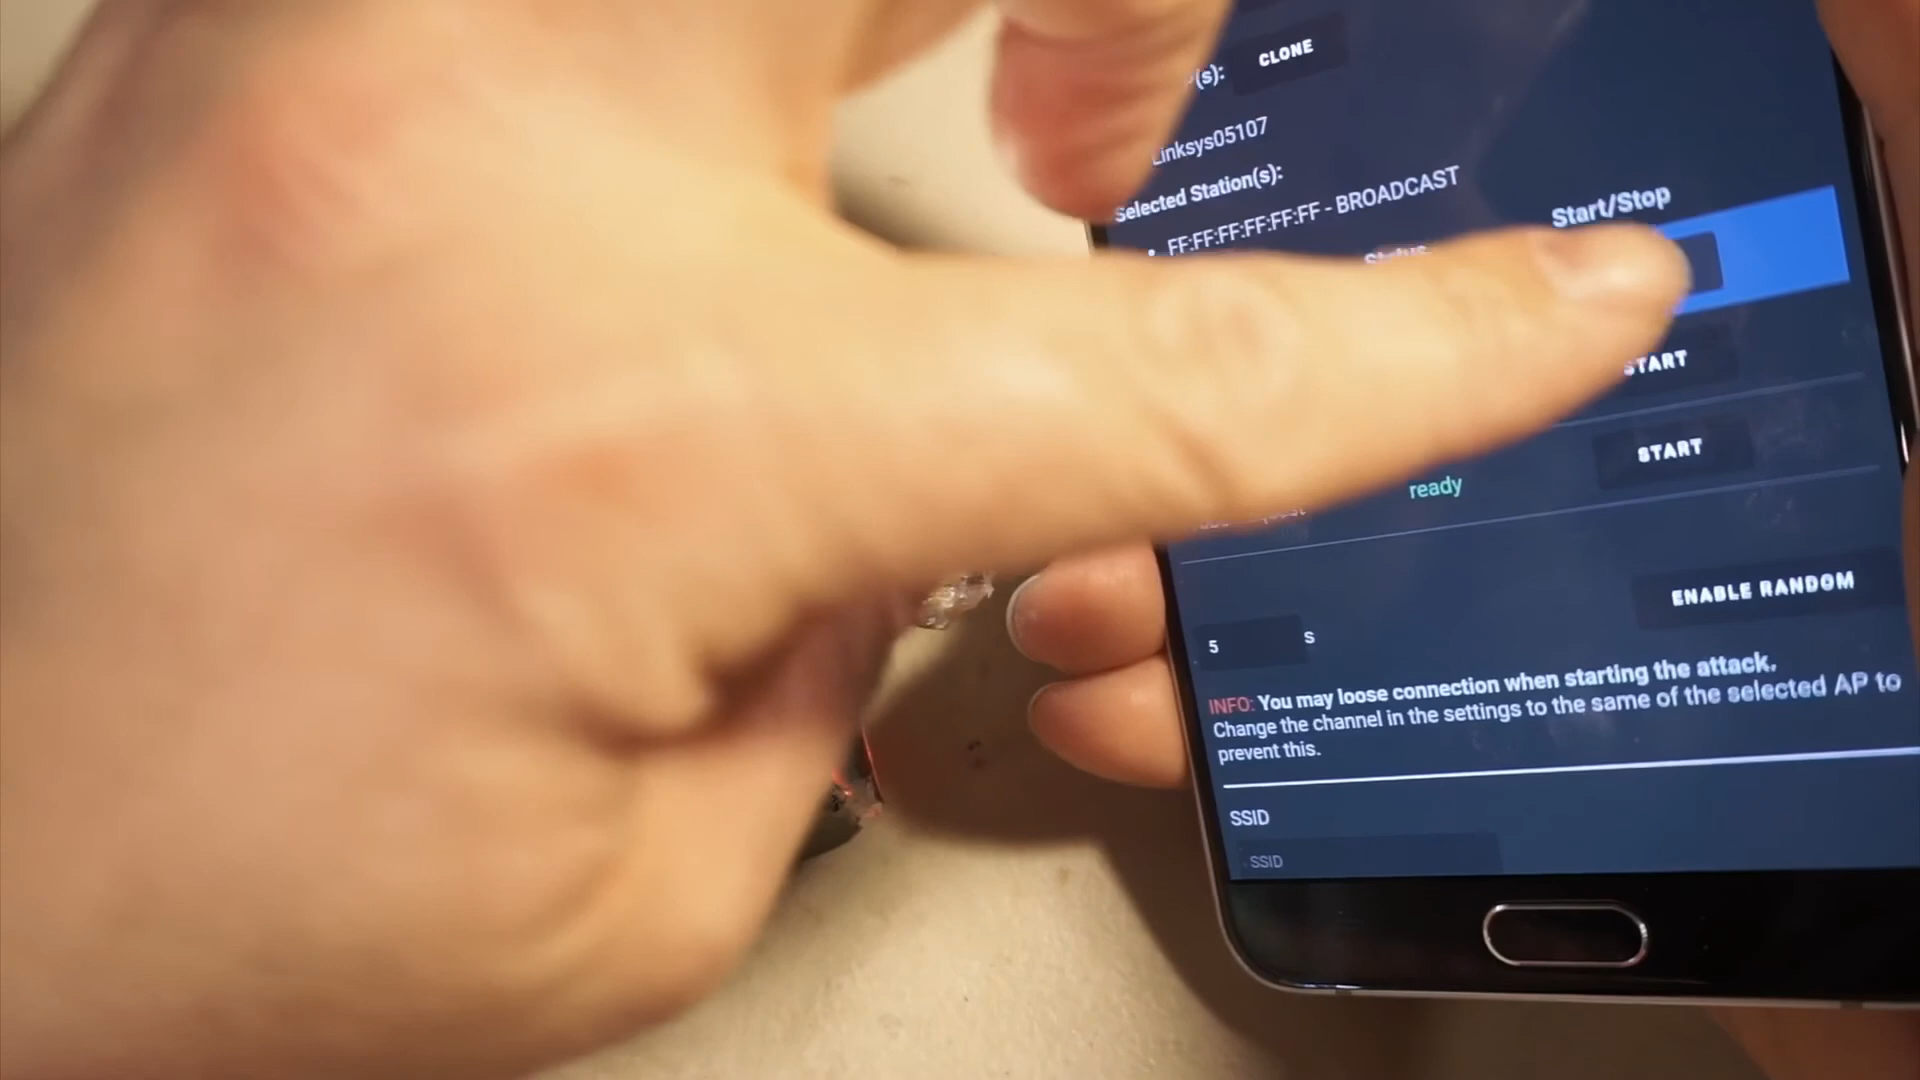 CLONE
(s):
Linksys05107
Selected Station(s):
FF:FF:FF:FF:FF:FF - BROADCAST
Start/Stop
Status
START
START
ready
ENABLE RANDOM
5 s
INFO: You may loose connection when starting the attack.
Change the channel in the settings to the same of the selected AP to
prevent this.
SSID
SSID